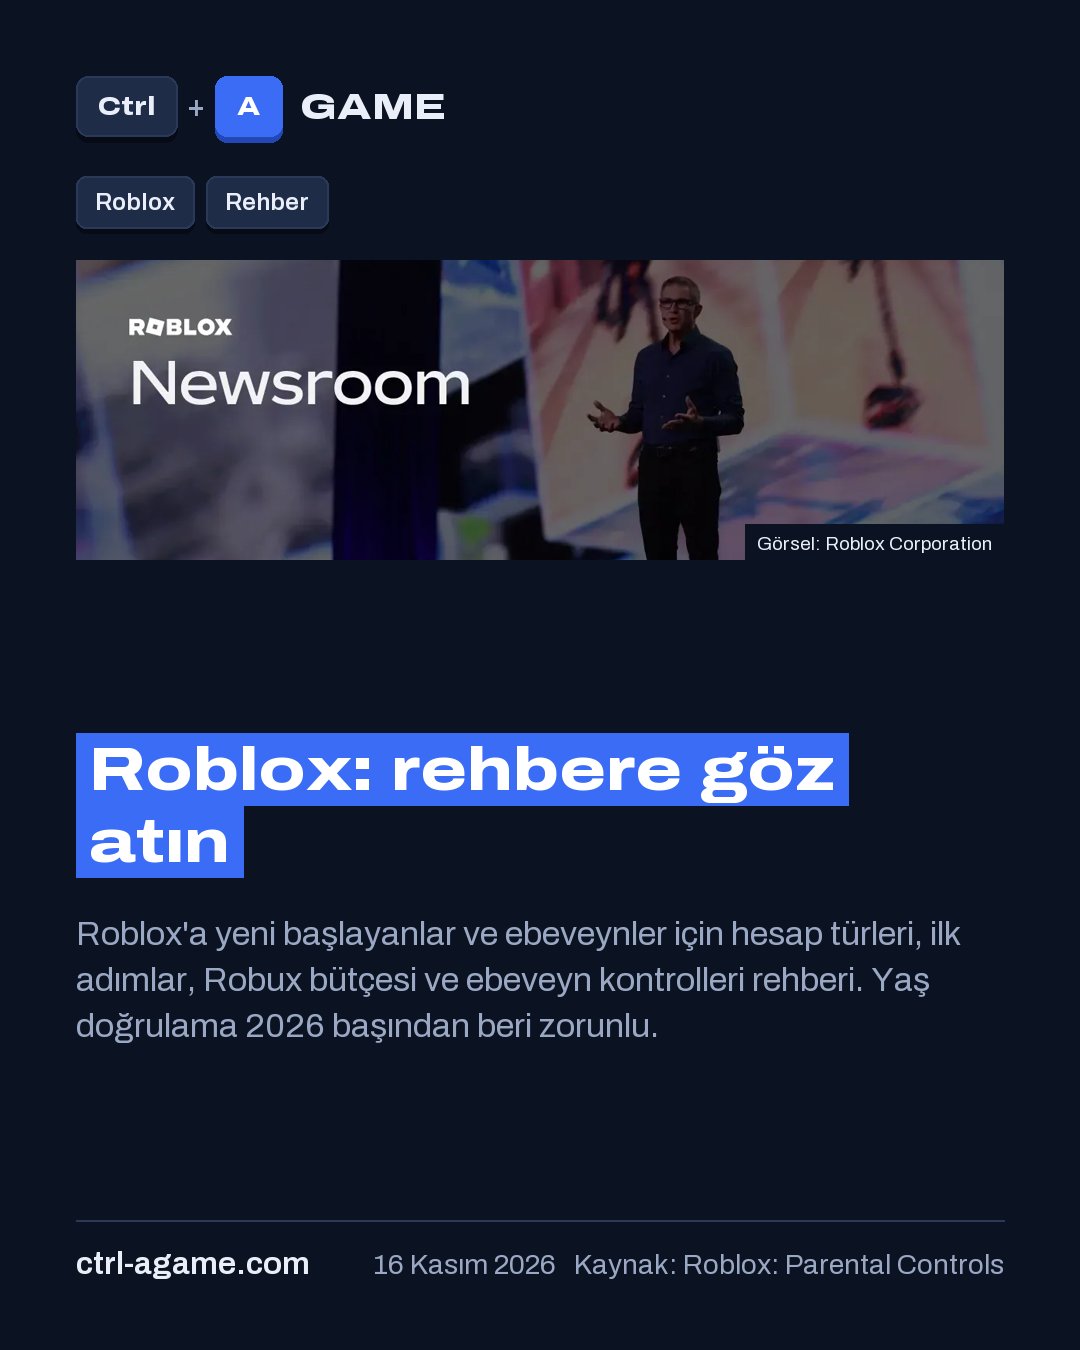 Ctrl + A GAME
Roblox Rehber
ROBLOX
Newsroom
Görsel: Roblox Corporation
Roblox: rehbere göz
atın
Roblox'a yeni başlayanlar ve ebeveynler için hesap türleri, ilk
adımlar, Robux bütçesi ve ebeveyn kontrolleri rehberi. Yaş
doğrulama 2026 başından beri zorunlu.
ctrl-agame.com 16 Kasım 2026 Kaynak: Roblox: Parental Controls